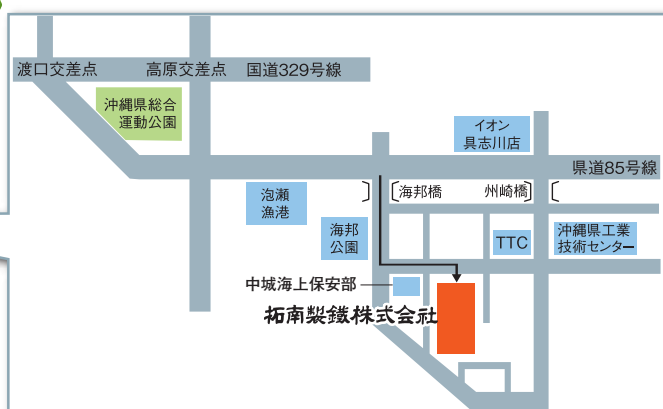 渡口交差点
高原交差点
国道329号線
沖縄県総合
運動公園
イオン
具志川店
県道85号線
泡瀬
漁港
海邦橋
州崎橋
海邦
公園
TTC
沖縄県工業
技術センター
中城海上保安部
拓南製鐵株式会社